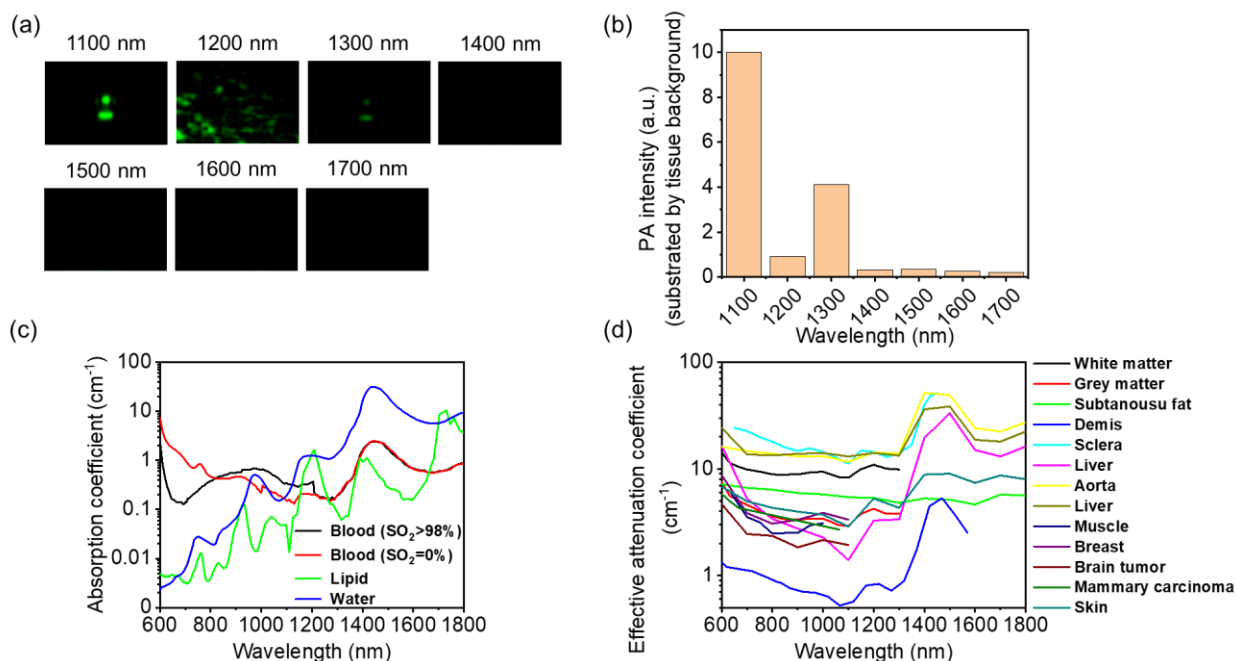 (a)
1100 nm
1200 nm
1300 nm
1400 nm
1500 nm
1600 nm
1700 nm
(b)
PA intensity (a.u.)
(substrated by tissue background)
10
8
6
4
2
0
1100
1200
1300
1400
1500
1600
1700
Wavelength (nm)
(c)
Absorption coefficient (cm⁻¹)
100
10
1
0.1
0.01
0
600
800
1000
1200
1400
1600
1800
Wavelength (nm)
Blood (SO₂>98%)
Blood (SO₂=0%)
Lipid
Water
(d)
Effective attenuation coefficient
(cm⁻¹)
100
10
1
0
600
800
1000
1200
1400
1600
1800
Wavelength (nm)
White matter
Grey matter
Subtanousu fat
Demis
Sclera
Liver
Aorta
Liver
Muscle
Breast
Brain tumor
Mammary carcinoma
Skin